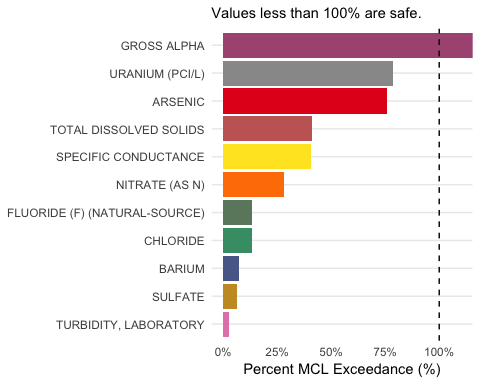 Values less than 100% are safe.
GROSS ALPHA
URANIUM (PCI/L)
ARSENIC
TOTAL DISSOLVED SOLIDS
SPECIFIC CONDUCTANCE
NITRATE (AS N)
FLUORIDE (F) (NATURAL-SOURCE)
CHLORIDE
BARIUM
SULFATE
TURBIDITY, LABORATORY
0% 25% 50% 75% 100%
Percent MCL Exceedance (%)